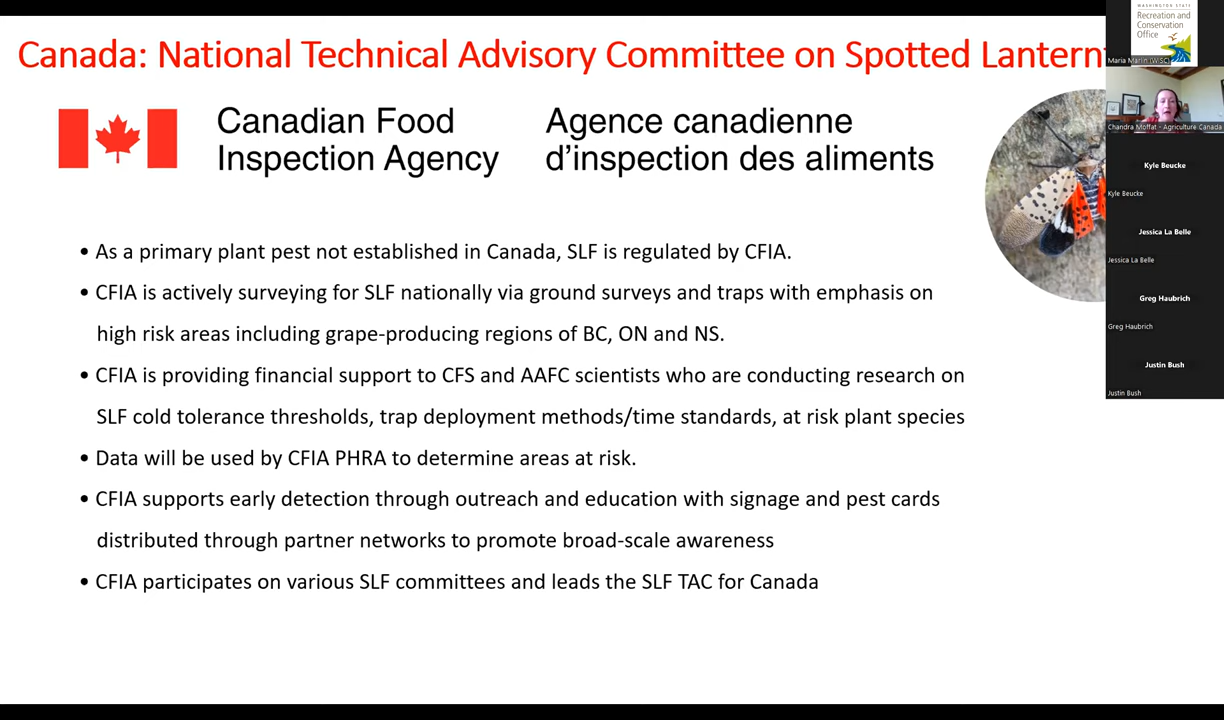 Canada: National Technical Advisory Committee on Spotted Lantern
Canadian Food
Inspection Agency
Agence canadienne
d’inspection des aliments
• As a primary plant pest not established in Canada, SLF is regulated by CFIA.
• CFIA is actively surveying for SLF nationally via ground surveys and traps with emphasis on
high risk areas including grape-producing regions of BC, ON and NS.
• CFIA is providing financial support to CFS and AAFC scientists who are conducting research on
SLF cold tolerance thresholds, trap deployment methods/time standards, at risk plant species
• Data will be used by CFIA PHRA to determine areas at risk.
• CFIA supports early detection through outreach and education with signage and pest cards
distributed through partner networks to promote broad-scale awareness
• CFIA participates on various SLF committees and leads the SLF TAC for Canada
WASHINGTON STATE
Recreation and
Conservation
Office
Maria Marlin (WISC)
Chandra Moffat - Agriculture Canada
Kyle Beucke
Kyle Beucke
Jessica La Belle
Jessica La Belle
Greg Haubrich
Greg Haubrich
Justin Bush
Justin Bush